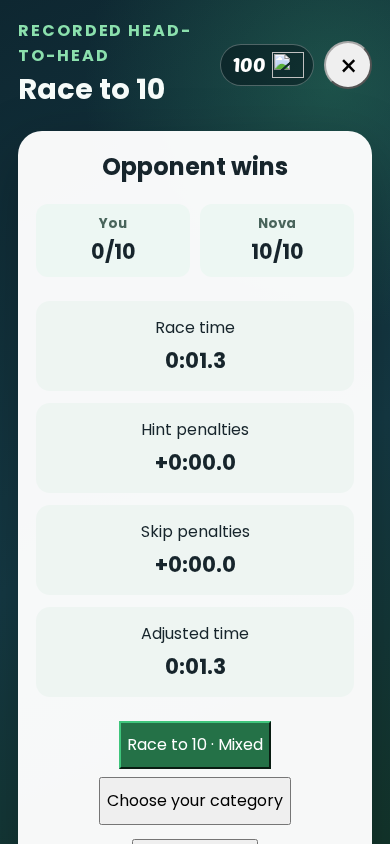 RECORDED HEAD-
TO-HEAD
Race to 10
100
×
Opponent wins
You
0/10
Nova
10/10
Race time
0:01.3
Hint penalties
+0:00.0
Skip penalties
+0:00.0
Adjusted time
0:01.3
Race to 10 · Mixed
Choose your category